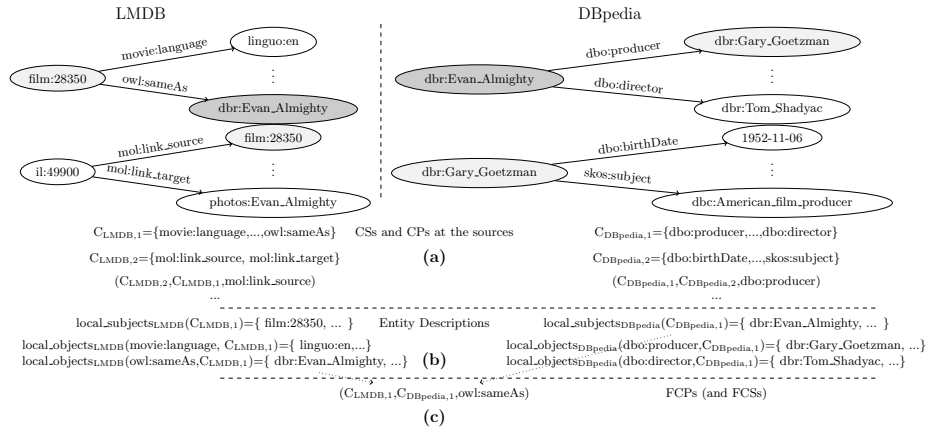 LMDB
DBpedia
movie:language
linguo:en
film:28350
⋮
owl:sameAs
dbr:Evan_Almighty
mol:link_source
film:28350
il:49900
⋮
mol:link_target
photos:Evan_Almighty
dbo:producer
dbr:Gary_Goetzman
dbr:Evan_Almighty
⋮
dbo:director
dbr:Tom_Shadyac
dbo:birthDate
1952-11-06
dbr:Gary_Goetzman
⋮
skos:subject
dbc:American_film_producer
C_LMDB,1={movie:language,...,owl:sameAs}
CSs and CPs at the sources
C_DBpedia,1={dbo:producer,...,dbo:director}
(a)
C_LMDB,2={mol:link_source, mol:link_target}
C_DBpedia,2={dbo:birthDate,...,skos:subject}
(C_LMDB,2,C_LMDB,1,mol:link_source)
(C_DBpedia,1,C_DBpedia,2,dbo:producer)
...
...
local_subjects_LMDB(C_LMDB,1)={ film:28350, ... }
Entity Descriptions
local_subjects_DBpedia(C_DBpedia,1)={ dbr:Evan_Almighty, ... }
local_objects_LMDB(movie:language, C_LMDB,1)={ linguo:en,...}
local_objects_DBpedia(dbo:producer,C_DBpedia,1)={ dbr:Gary_Goetzman, ...}
(b)
local_objects_LMDB(owl:sameAs,C_LMDB,1)={ dbr:Evan_Almighty, ...}
local_objects_DBpedia(dbo:director,C_DBpedia,1)={ dbr:Tom_Shadyac, ...}
(C_LMDB,1,C_DBpedia,1,owl:sameAs)
FCPs (and FCSs)
(c)